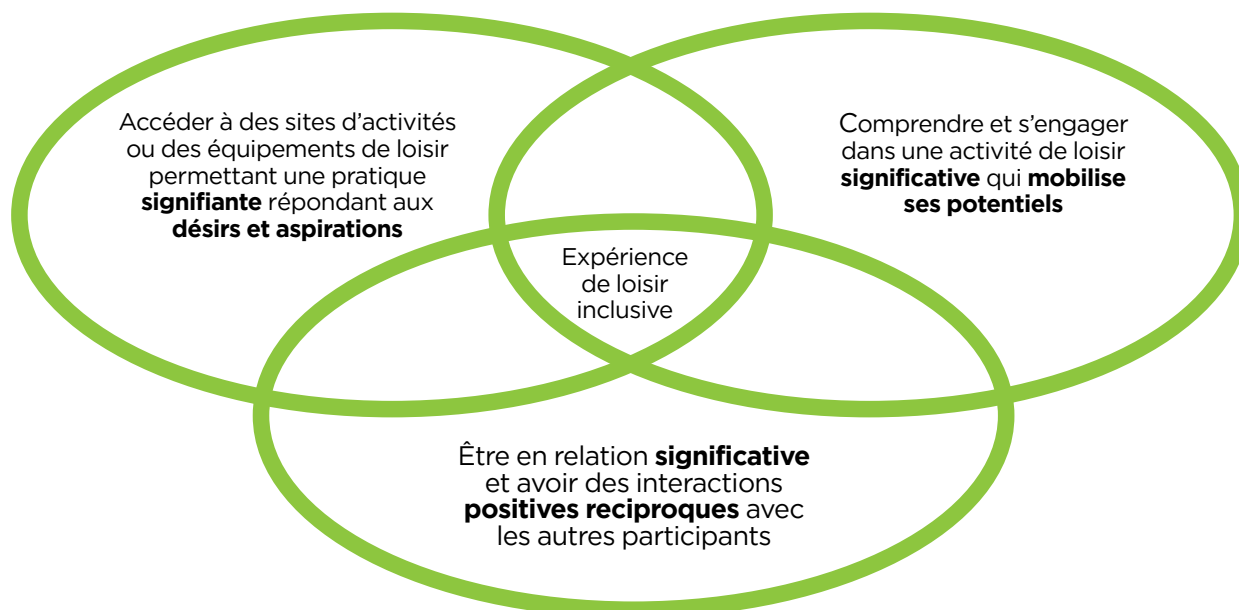 Accéder à des sites d’activités
ou des équipements de loisir
permettant une pratique
signifiante répondant aux
désirs et aspirations
Comprendre et s’engager
dans une activité de loisir
significative qui mobilise
ses potentiels
Expérience
de loisir
inclusive
Être en relation significative
et avoir des interactions
positives reciproques avec
les autres participants